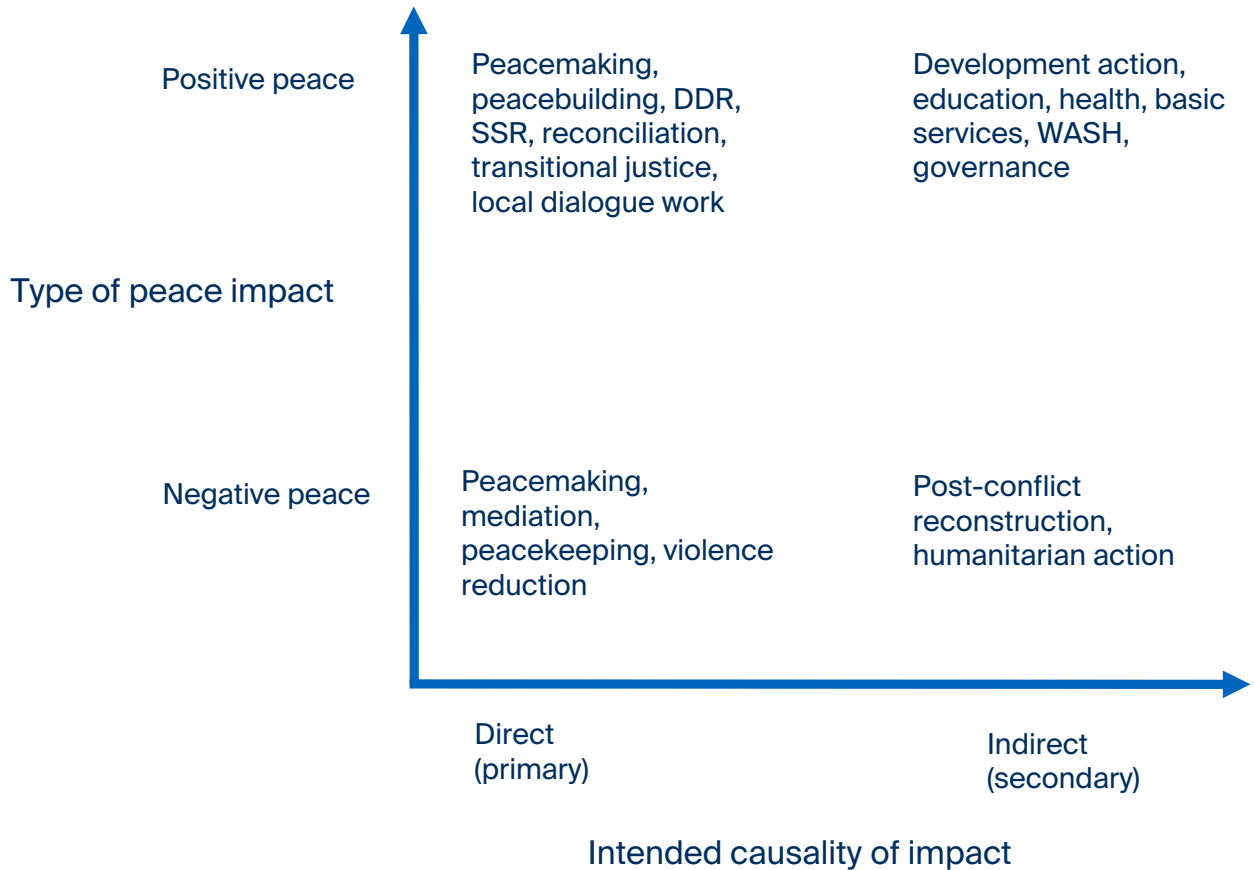 Positive peace
Peacemaking,
peacebuilding, DDR,
SSR, reconciliation,
transitional justice,
local dialogue work
Development action,
education, health, basic
services, WASH,
governance
Type of peace impact
Negative peace
Peacemaking,
mediation,
peacekeeping, violence
reduction
Post-conflict
reconstruction,
humanitarian action
Direct
(primary)
Indirect
(secondary)
Intended causality of impact